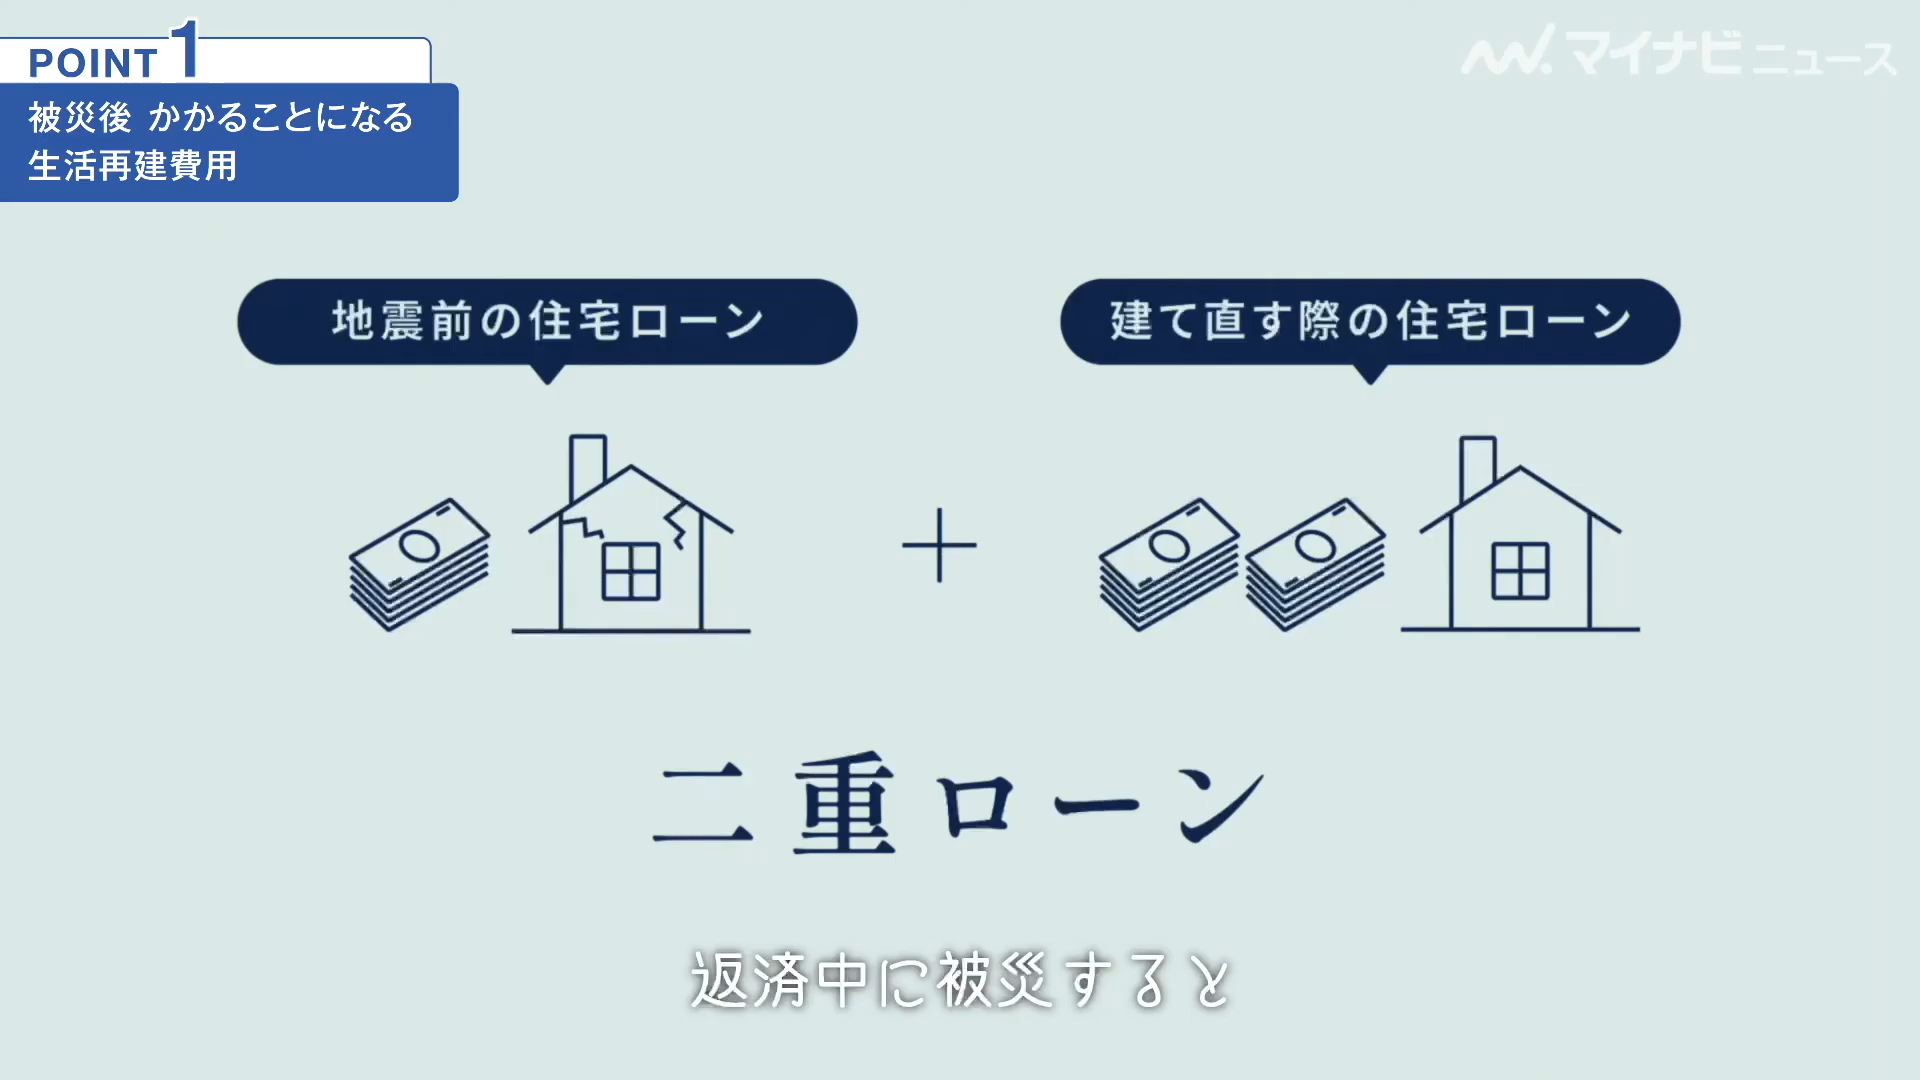 POINT 1
被災後 かかることになる
生活再建費用
マイナビニュース
地震前の住宅ローン
建て直す際の住宅ローン
二重ローン
返済中に被災すると